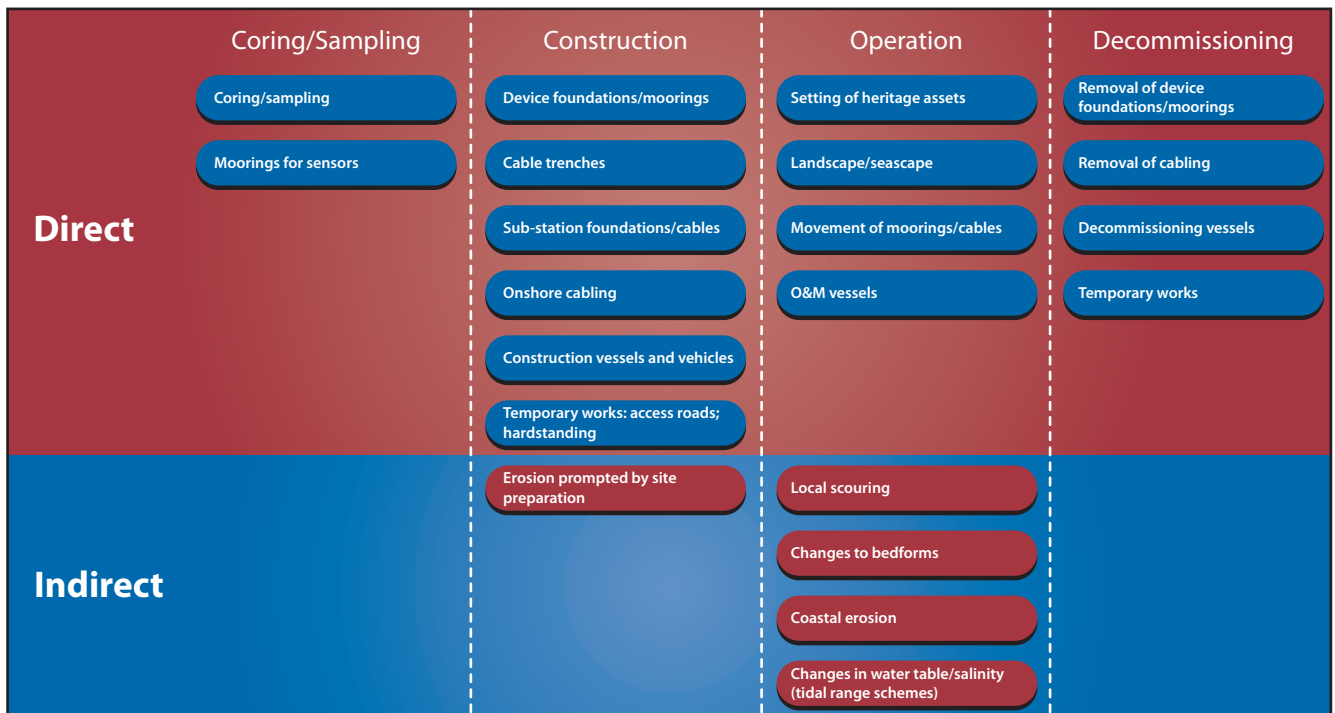 Coring/Sampling
Construction
Operation
Decommissioning
Direct
Coring/sampling
Moorings for sensors
Device foundations/moorings
Cable trenches
Sub-station foundations/cables
Onshore cabling
Construction vessels and vehicles
Temporary works: access roads;
hardstanding
Setting of heritage assets
Landscape/seascape
Movement of moorings/cables
O&M vessels
Removal of device
foundations/moorings
Removal of cabling
Decommissioning vessels
Temporary works
Indirect
Erosion prompted by site
preparation
Local scouring
Changes to bedforms
Coastal erosion
Changes in water table/salinity
(tidal range schemes)